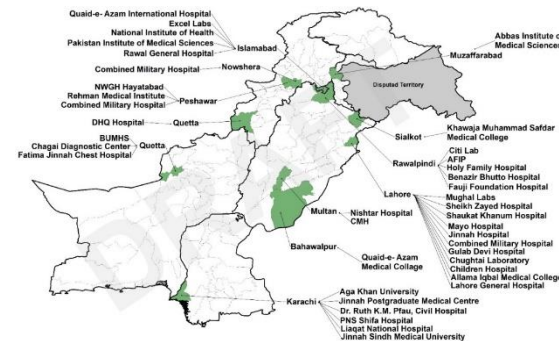 Quaid-e- Azam International Hospital
Excel Labs
National Institute of Health
Pakistan Institute of Medical Sciences
Rawal General Hospital
Islamabad
Combined Military Hospital
Nowshera
NWGH Hayatabad
Rehman Medical Institute
Combined Military Hospital
Peshawar
DHQ Hospital
Quetta
BUMHS
Chagai Diagnostic Center
Fatima Jinnah Chest Hospital
Quetta
Abbas Institute of
Medical Sciences
Muzaffarabad
Disputed Territory
Sialkot
Khawaja Muhammad Safdar
Medical College
Rawalpindi
Citi Lab
AFIP
Holy Family Hospital
Benazir Bhutto Hospital
Fauji Foundation Hospital
Lahore
Mughal Labs
Sheikh Zayed Hospital
Shaukat Khanum Hospital
Mayo Hospital
Jinnah Hospital
Combined Military Hospital
Gulab Devi Hospital
Chughtai Laboratory
Children Hospital
Allama Iqbal Medical College
Lahore General Hospital
Multan
Nishtar Hospital
CMH
Bahawalpur
Quaid-e- Azam
Medical Collage
Karachi
Aga Khan University
Jinnah Postgraduate Medical Centre
Dr. Ruth K.M. Pfau, Civil Hospital
PNS Shifa Hospital
Liaqat National Hospital
Jinnah Sindh Medical University